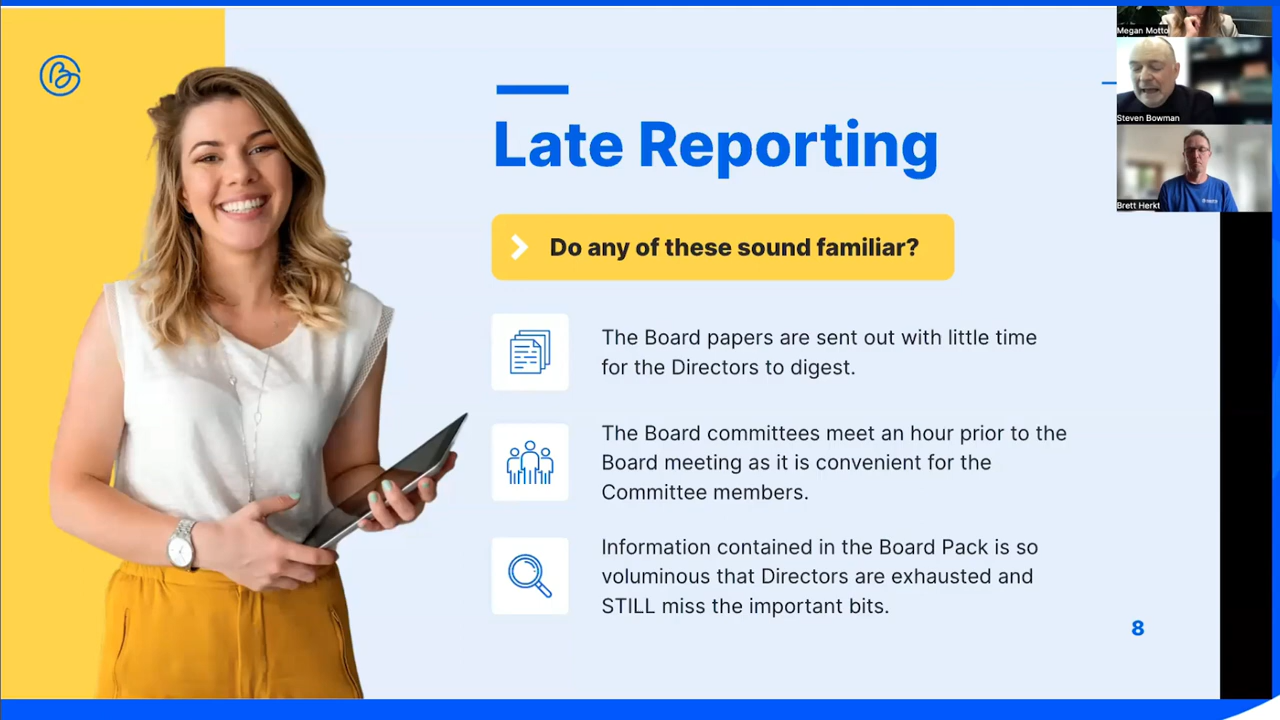 Late Reporting
Do any of these sound familiar?
The Board papers are sent out with little time
for the Directors to digest.
The Board committees meet an hour prior to the
Board meeting as it is convenient for the
Committee members.
Information contained in the Board Pack is so
voluminous that Directors are exhausted and
STILL miss the important bits.
8
Megan Motto
Steven Bowman
Brett Herkt